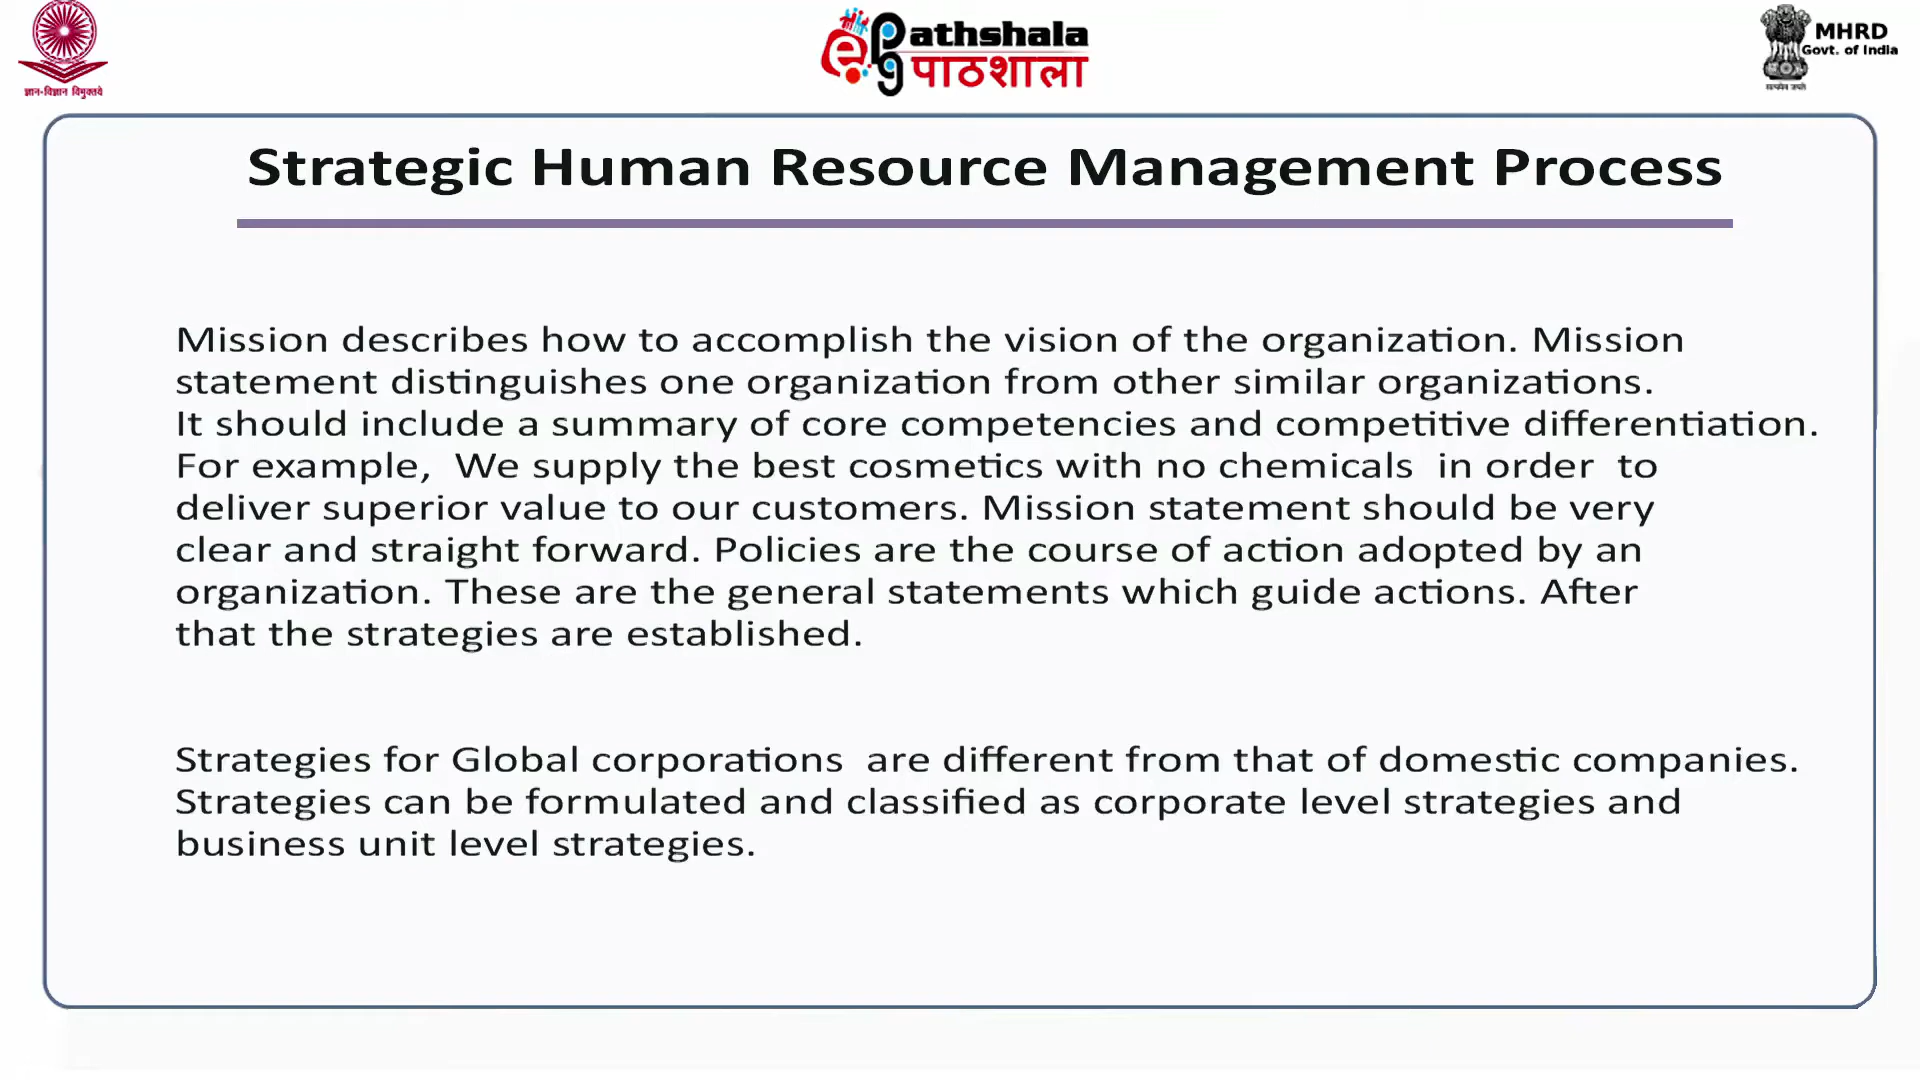 ज्ञान-विज्ञान विमुक्तये
ePathshala
पाठशाला
MHRD
Govt. of India
सत्यमेव जयते
Strategic Human Resource Management Process
Mission describes how to accomplish the vision of the organization. Mission
statement distinguishes one organization from other similar organizations.
It should include a summary of core competencies and competitive differentiation.
For example,  We supply the best cosmetics with no chemicals  in order  to
deliver superior value to our customers. Mission statement should be very
clear and straight forward. Policies are the course of action adopted by an
organization. These are the general statements which guide actions. After
that the strategies are established.
Strategies for Global corporations  are different from that of domestic companies.
Strategies can be formulated and classified as corporate level strategies and
business unit level strategies.